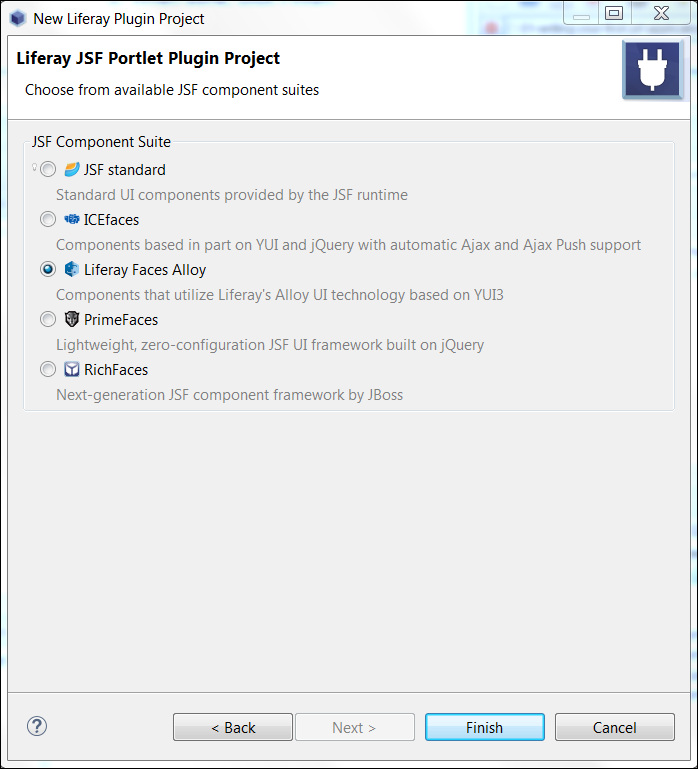 New Liferay Plugin Project
Liferay JSF Portlet Plugin Project
Choose from available JSF component suites
JSF Component Suite
JSF standard
Standard UI components provided by the JSF runtime
ICEfaces
Components based in part on YUI and jQuery with automatic Ajax and Ajax Push support
Liferay Faces Alloy
Components that utilize Liferay's Alloy UI technology based on YUI3
PrimeFaces
Lightweight, zero-configuration JSF UI framework built on jQuery
RichFaces
Next-generation JSF component framework by JBoss
< Back Next > Finish Cancel